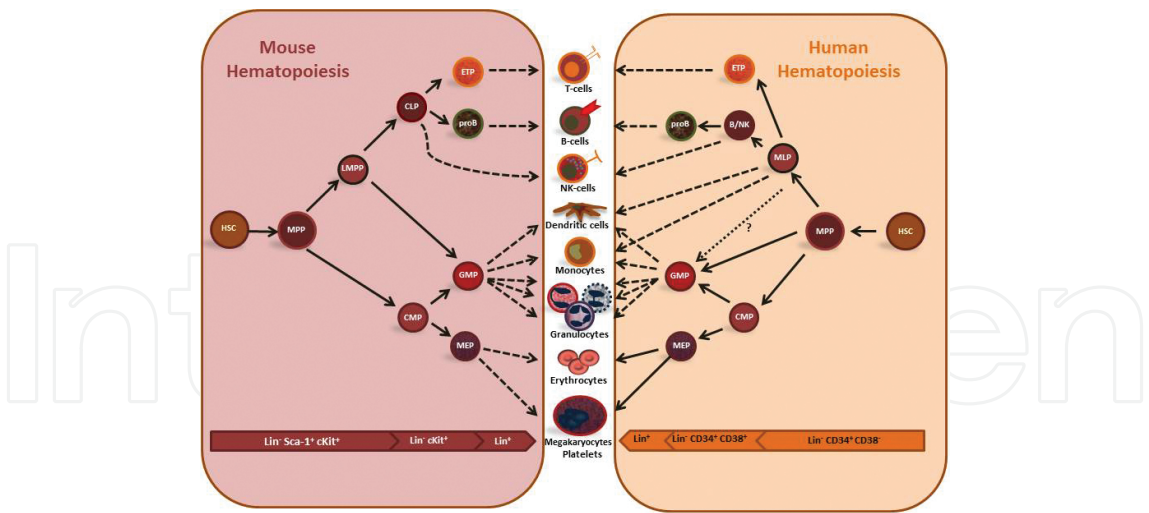 Mouse
Hematopoiesis
ETP
CLP
proB
LMPP
HSC
MPP
GMP
CMP
MEP
Lin⁻ Sca-1⁺ cKit⁺
Lin⁻ cKit⁺
Lin⁺
T-cells
B-cells
NK-cells
Dendritic cells
Monocytes
Granulocytes
Erythrocytes
Megakaryocytes
Platelets
Human
Hematopoiesis
ETP
proB
B/NK
MLP
?
MPP
HSC
GMP
CMP
MEP
Lin⁺
Lin⁻ CD34⁺ CD38⁺
Lin⁻ CD34⁺ CD38⁻